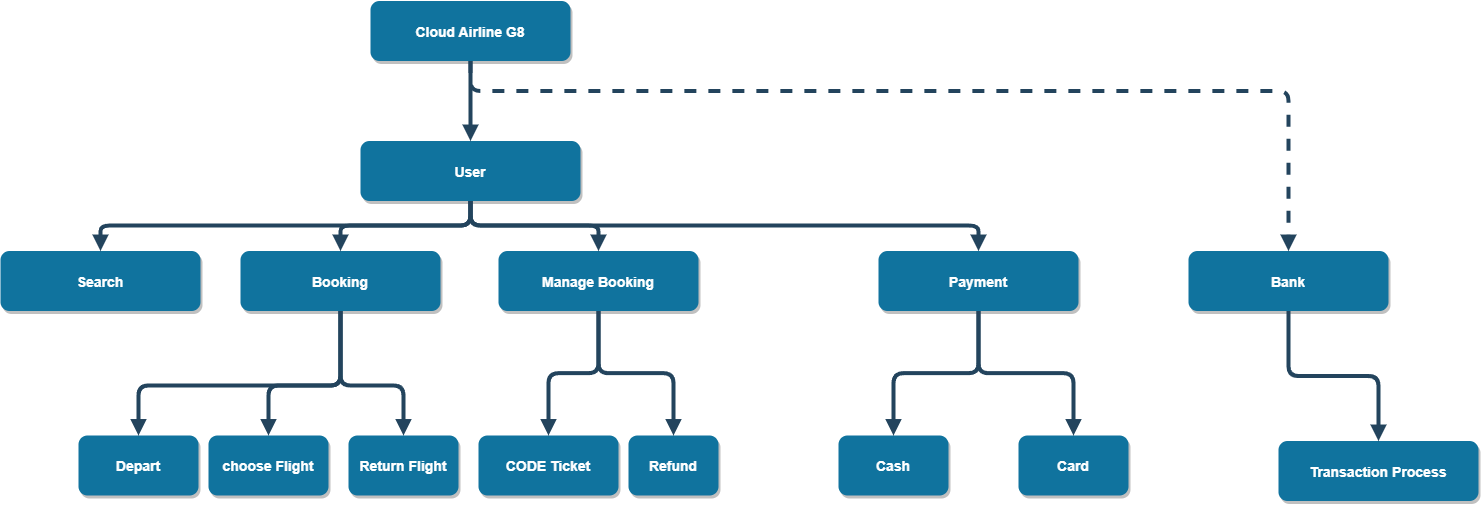 Cloud Airline G8
User
Search
Booking
Manage Booking
Payment
Bank
Depart
choose Flight
Return Flight
CODE Ticket
Refund
Cash
Card
Transaction Process